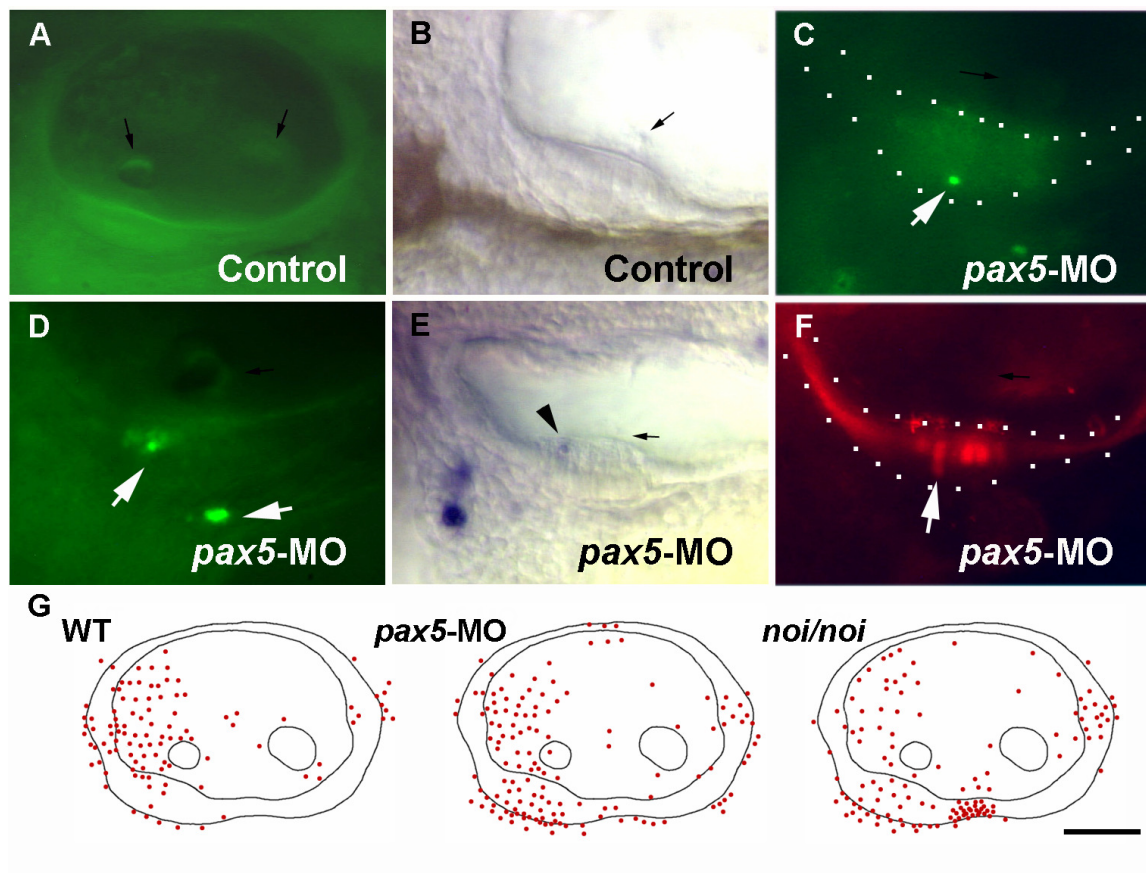 A
Control
B
Control
C
pax5-MO
D
pax5-MO
E
pax5-MO
F
pax5-MO
G
WT
pax5-MO
noi/noi